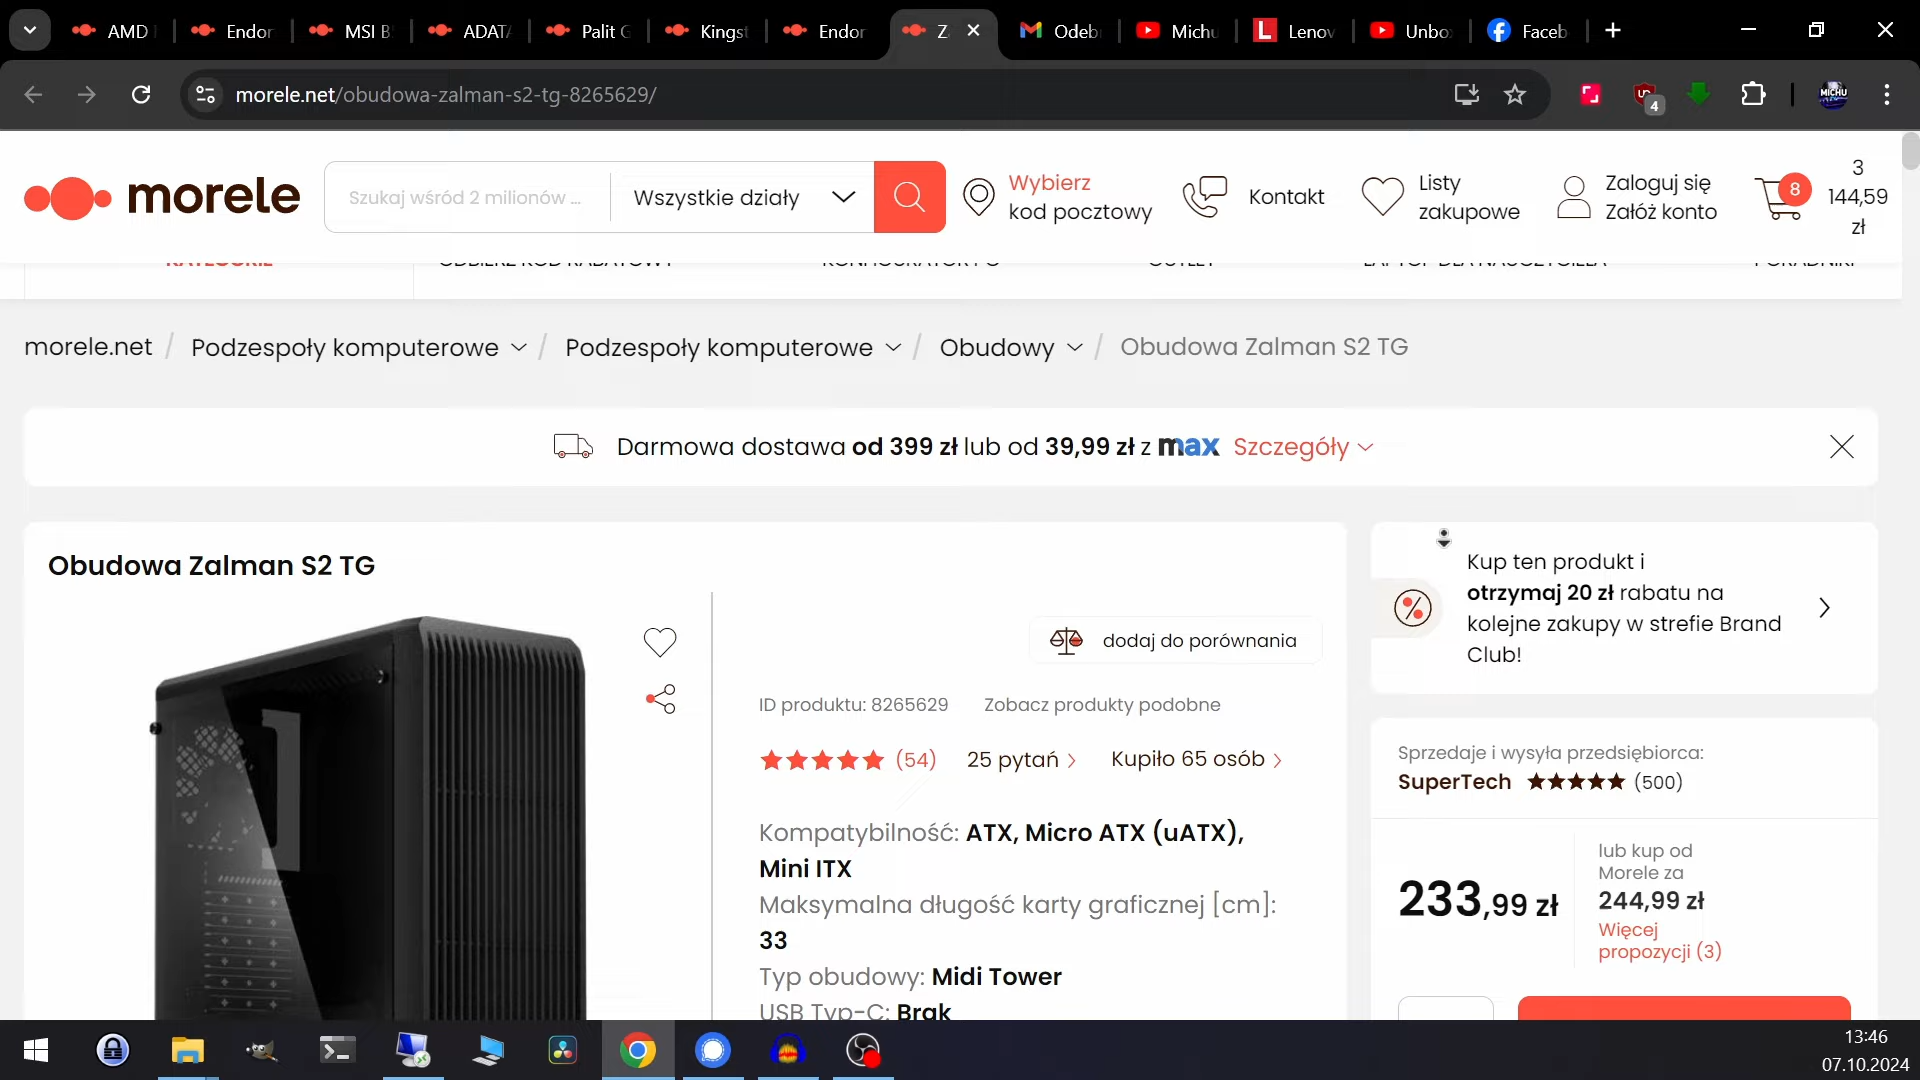 AMD
Endor
MSI B
ADATA
Palit G
Kingst
Endor
Z
Odeb
Michu
Lenov
Unbo
Faceb
morele.net/obudowa-zalman-s2-tg-8265629/
4
MICHU
morele
Szukaj wśród 2 milionów ...
Wszystkie działy
Wybierz
kod pocztowy
Kontakt
Listy
zakupowe
Zaloguj się
Załóż konto
8
3
144,59
zł
morele.net / Podzespoły komputerowe / Podzespoły komputerowe / Obudowy / Obudowa Zalman S2 TG
Darmowa dostawa od 399 zł lub od 39,99 zł z max Szczegóły
Obudowa Zalman S2 TG
dodaj do porównania
ID produktu: 8265629 Zobacz produkty podobne
(54) 25 pytań Kupiło 65 osób
Kompatybilność: ATX, Micro ATX (uATX),
Mini ITX
Maksymalna długość karty graficznej [cm]:
33
Typ obudowy: Midi Tower
USB Typ-C: Brak
Kup ten produkt i
otrzymaj 20 zł rabatu na
kolejne zakupy w strefie Brand
Club!
Sprzedaje i wysyła przedsiębiorca:
SuperTech (500)
233,99 zł
lub kup od
Morele za
244,99 zł
Więcej
propozycji (3)
13:46
07.10.2024